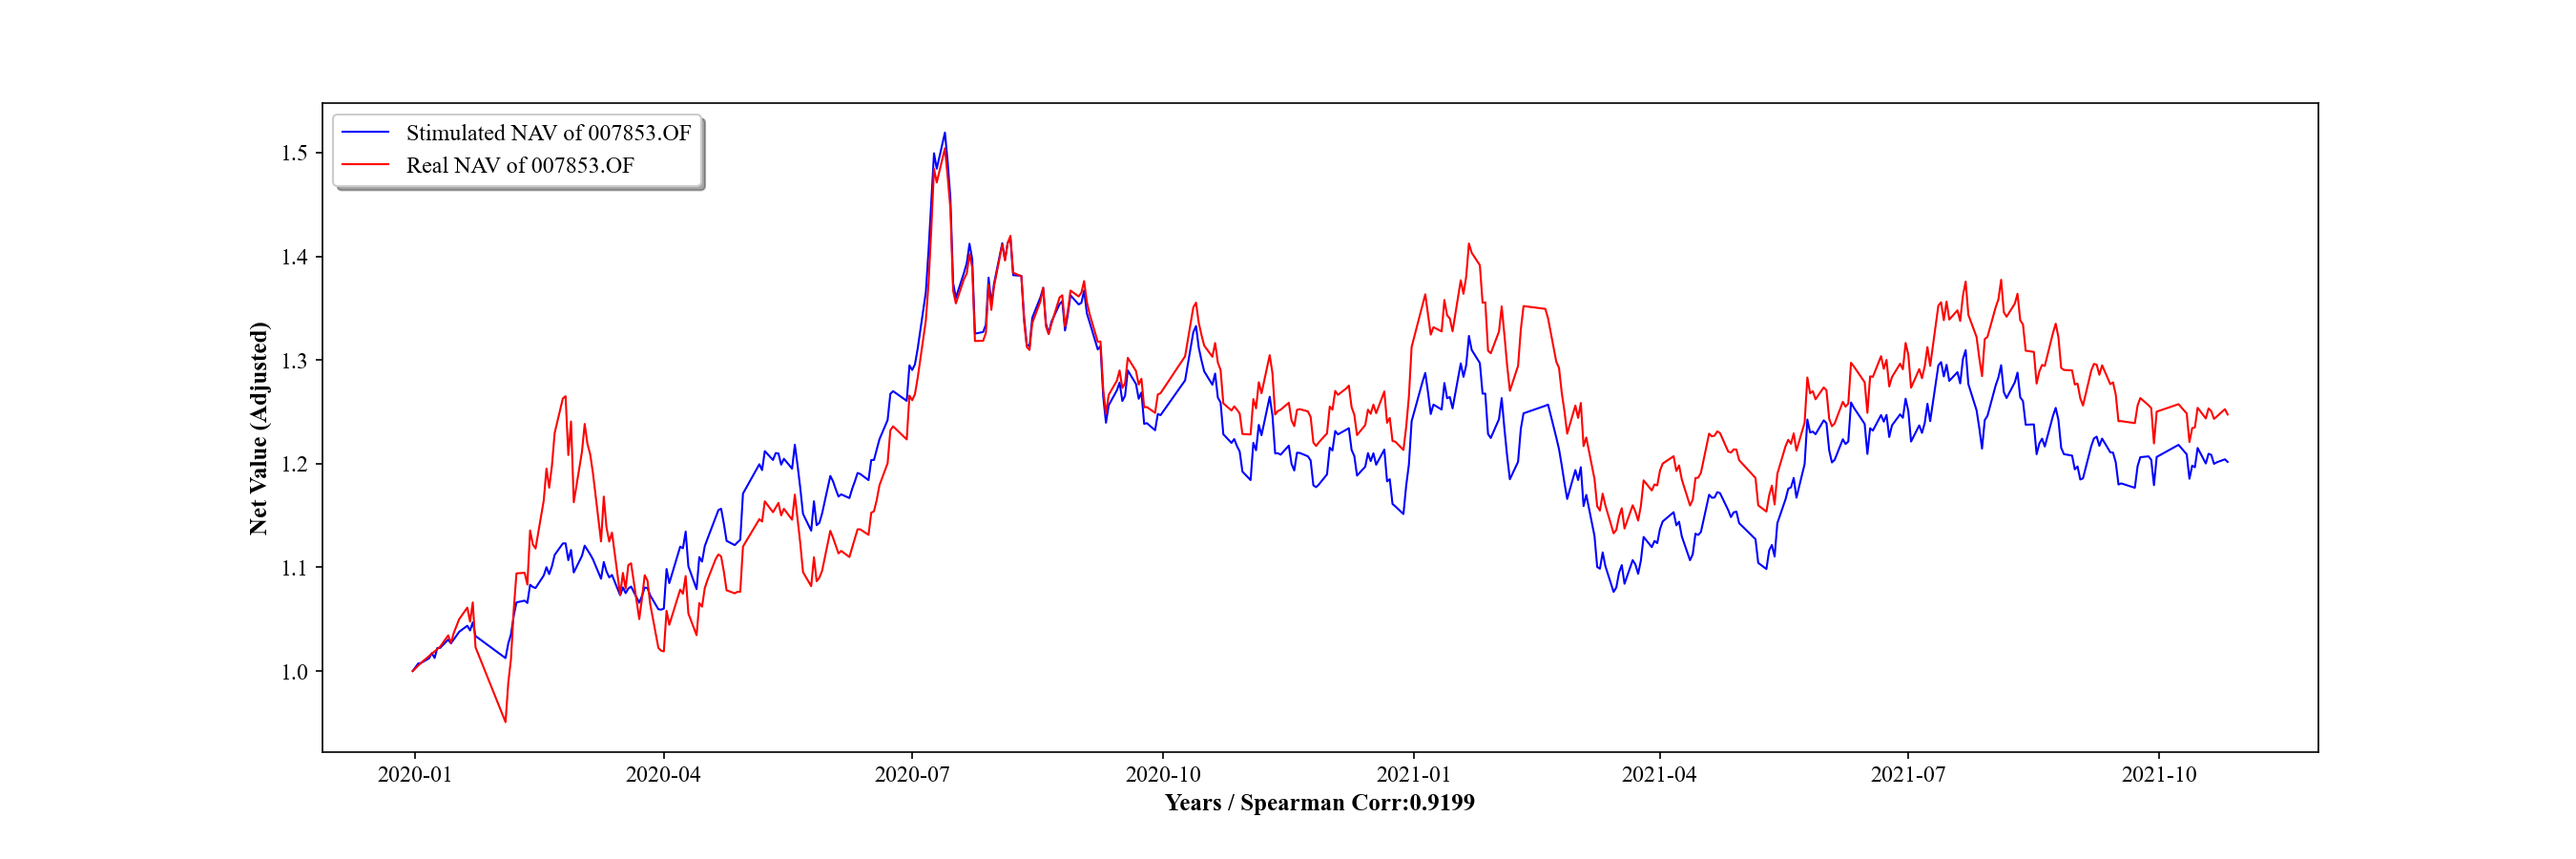 Stimulated NAV of 007853.OF
Real NAV of 007853.OF
Net Value (Adjusted)
1.5
1.4
1.3
1.2
1.1
1.0
2020-01 2020-04 2020-07 2020-10 2021-01 2021-04 2021-07 2021-10
Years / Spearman Corr:0.9199